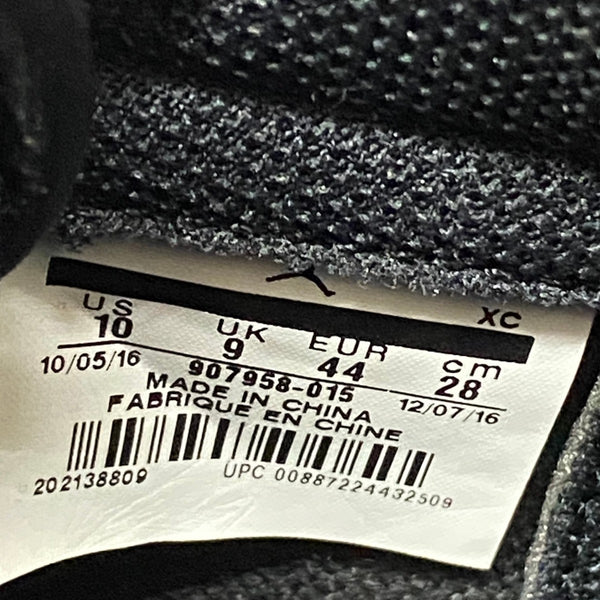 XC
US UK EUR cm
10 9 44 28
10/05/16 907958-015 12/07/16
MADE IN CHINA
FABRIQUE EN CHINE
202138809 UPC 00887224432509